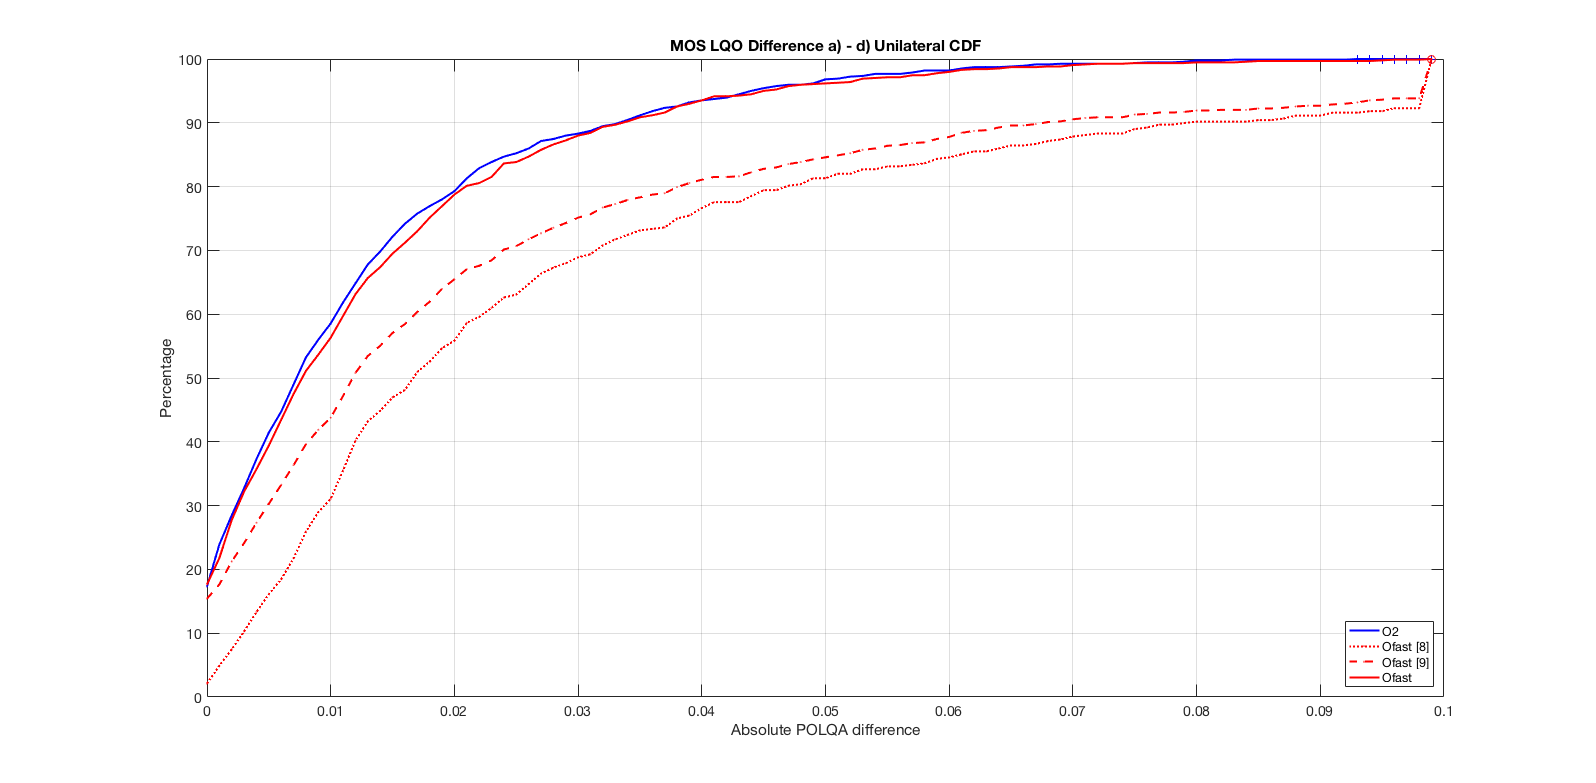 MOS LQO Difference a) - d) Unilateral CDF
100
90
80
70
60
50
40
30
20
10
0
Percentage
0 0.01 0.02 0.03 0.04 0.05 0.06 0.07 0.08 0.09 0.1
Absolute POLQA difference
O2
Ofast [8]
Ofast [9]
Ofast